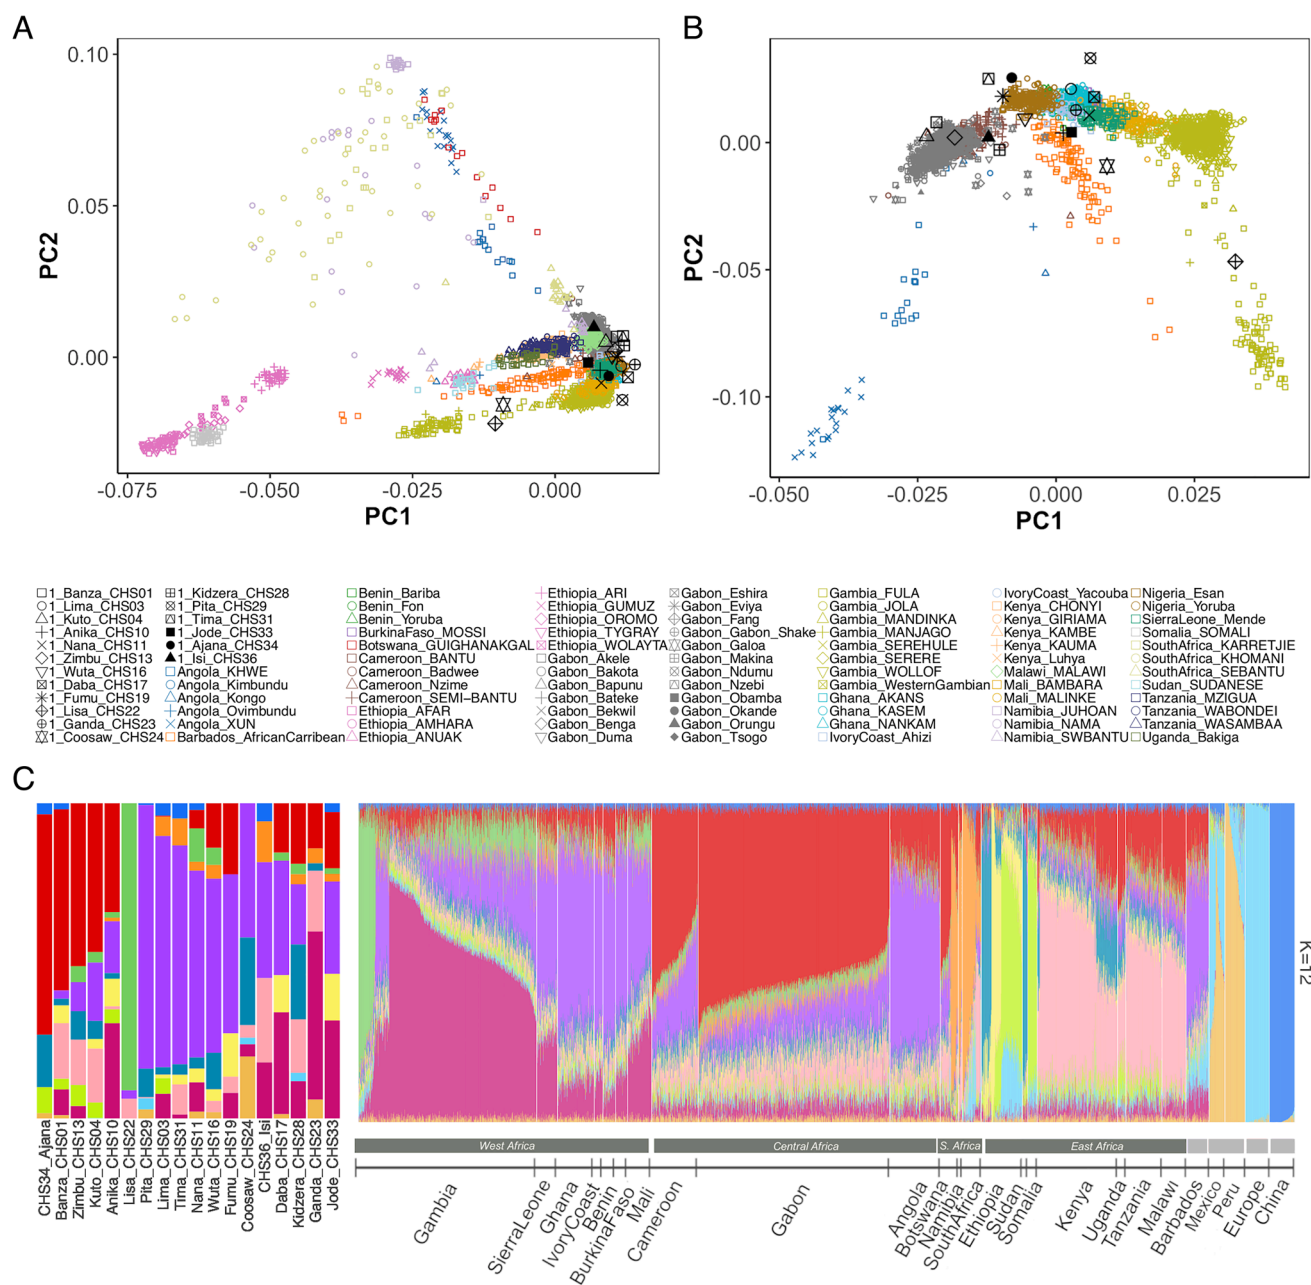 A
B
0.10
0.05
0.00
PC2
-0.075
-0.050
-0.025
0.000
PC1
0.00
-0.05
-0.10
PC2
-0.050
-0.025
0.000
0.025
PC1
1_Banza_CHS01
1_Lima_CHS03
1_Kuto_CHS04
1_Anika_CHS10
1_Nana_CHS11
1_Zimbu_CHS13
1_Wuta_CHS16
1_Daba_CHS17
1_Fumu_CHS19
1_Lisa_CHS22
1_Ganda_CHS23
1_Coosaw_CHS24
1_Kidzera_CHS28
1_Pita_CHS29
1_Tima_CHS31
1_Jode_CHS33
1_Ajana_CHS34
1_Isi_CHS36
Angola_KHWE
Angola_Kimbundu
Angola_Kongo
Angola_Ovimbundu
Angola_XUN
Barbados_AfricanCarribean
Benin_Bariba
Benin_Fon
Benin_Yoruba
BurkinaFaso_MOSSI
Botswana_GUIGHANAKGAL
Cameroon_BANTU
Cameroon_Badwee
Cameroon_Nzime
Cameroon_SEMI-BANTU
Ethiopia_AFAR
Ethiopia_AMHARA
Ethiopia_ANUAK
Ethiopia_ARI
Ethiopia_GUMUZ
Ethiopia_OROMO
Ethiopia_TYGRAY
Ethiopia_WOLAYTA
Gabon_Akele
Gabon_Bakota
Gabon_Bapunu
Gabon_Bateke
Gabon_Bekwil
Gabon_Benga
Gabon_Duma
Gabon_Eshira
Gabon_Eviya
Gabon_Fang
Gabon_Gabon_Shake
Gabon_Galoa
Gabon_Makina
Gabon_Ndumu
Gabon_Nzebi
Gabon_Obamba
Gabon_Okande
Gabon_Orungu
Gabon_Tsogo
Gambia_FULA
Gambia_JOLA
Gambia_MANDINKA
Gambia_MANJAGO
Gambia_SEREHULE
Gambia_SERERE
Gambia_WOLLOF
Gambia_WesternGambian
Ghana_AKANS
Ghana_KASEM
Ghana_NANKAM
IvoryCoast_Ahizi
IvoryCoast_Yacouba
Kenya_CHONYI
Kenya_GIRIAMA
Kenya_KAMBE
Kenya_KAUMA
Kenya_Luhya
Malawi_MALAWI
Mali_BAMBARA
Mali_MALINKE
Namibia_JUHOAN
Namibia_NAMA
Namibia_SWBANTU
Nigeria_Esan
Nigeria_Yoruba
SierraLeone_Mende
Somalia_SOMALI
SouthAfrica_KARRETJIE
SouthAfrica_KHOMANI
SouthAfrica_SEBANTU
Sudan_SUDANESE
Tanzania_MZIGUA
Tanzania_WABONDEI
Tanzania_WASAMBAA
Uganda_Bakiga
C
K=12
CHS34_Ajana
Banza_CHS01
Zimbu_CHS13
Kuto_CHS04
Anika_CHS10
Lisa_CHS22
Pita_CHS29
Lima_CHS03
Tima_CHS31
Nana_CHS11
Wuta_CHS16
Fumu_CHS19
Coosaw_CHS24
CHS36_Isi
Daba_CHS17
Kidzera_CHS28
Ganda_CHS23
Jode_CHS33
West Africa
Central Africa
S. Africa
East Africa
Gambia
SierraLeone
Ghana
IvoryCoast
Benin
BurkinaFaso
Mali
Cameroon
Gabon
Angola
Botswana
Namibia
SouthAfrica
Ethiopia
Sudan
Somalia
Kenya
Uganda
Tanzania
Malawi
Barbados
Mexico
Peru
Europe
China